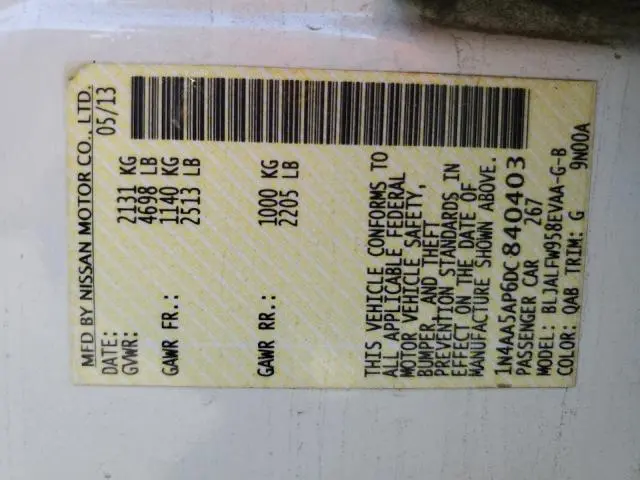 MFD BY NISSAN MOTOR CO., LTD.
DATE: 05/13
GVWR: 2131 KG
4698 LB
GAWR FR.: 1140 KG
2513 LB
GAWR RR.: 1000 KG
2205 LB
THIS VEHICLE CONFORMS TO
ALL APPLICABLE FEDERAL
MOTOR VEHICLE SAFETY,
BUMPER, AND THEFT
PREVENTION STANDARDS IN
EFFECT ON THE DATE OF
MANUFACTURE SHOWN ABOVE.
1N4AA5AP6DC840403
PASSENGER CAR 267
MODEL: BLJALFW958EVAA-G-B
COLOR: QAB TRIM: G 9N00A